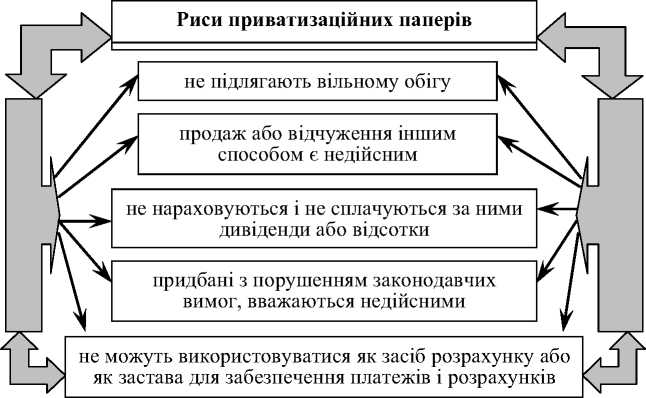 Риси приватизаційних паперів
не підлягають вільному обігу
продаж або відчуження іншим
способом є недійсним
не нараховуються і не сплачуються за ними
дивіденди або відсотки
придбані з порушенням законодавчих
вимог, вважаються недійсними
не можуть використовуватися як засіб розрахунку або
як застава для забезпечення платежів і розрахунків